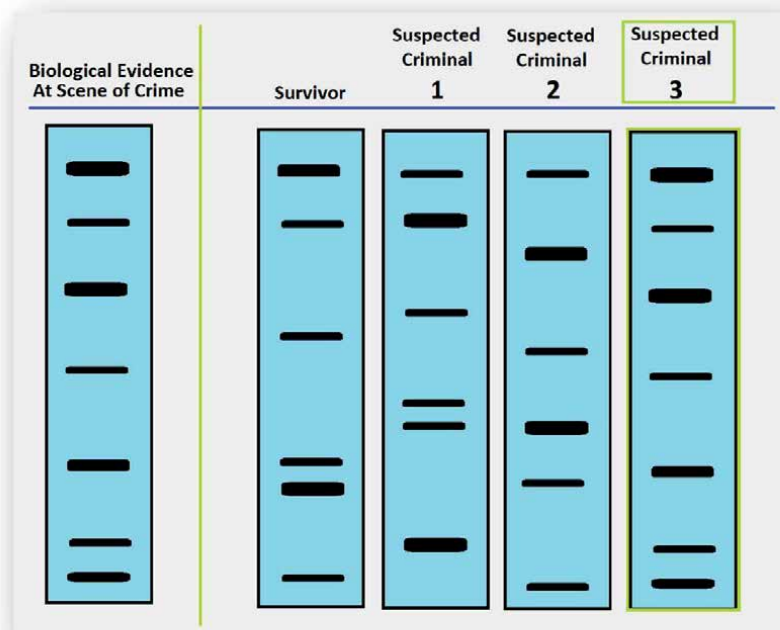 Biological Evidence
At Scene of Crime
Survivor
Suspected
Criminal
1
Suspected
Criminal
2
Suspected
Criminal
3